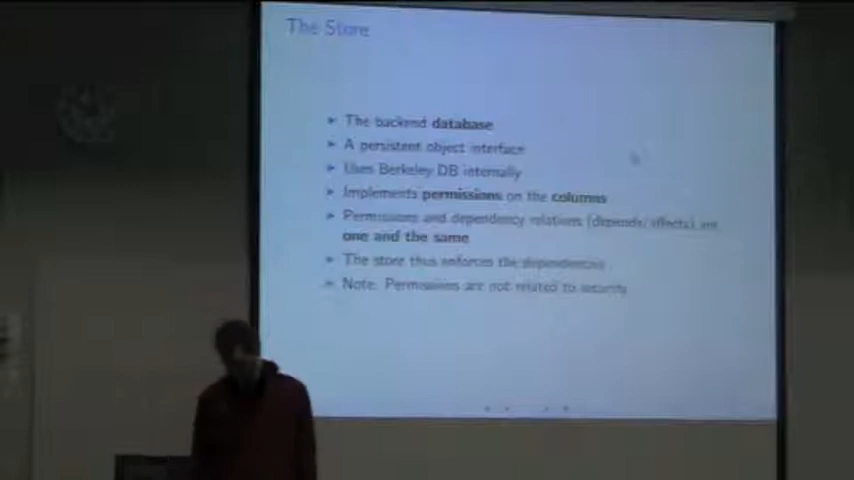 The Store
The backend database
A persistent object interface
Uses Berkeley DB internally
Implements permissions on the columns
Permissions and dependency relations (depends/effects) are
one and the same
The store thus enforces the dependencies
Note: Permissions are not related to security